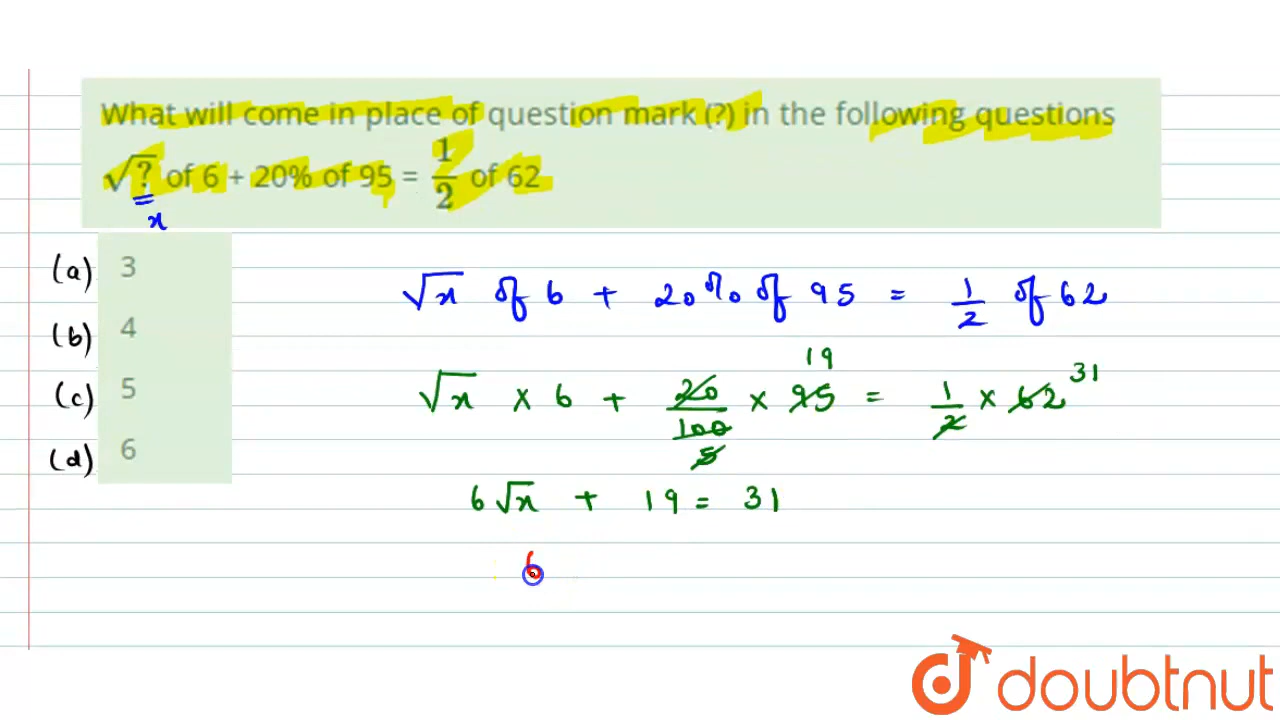 What will come in place of question mark (?) in the following questions
√? of 6 + 20% of 95 = 1/2 of 62
x
(a) 3
(b) 4
(c) 5
(d) 6
√x of 6 + 20% of 95 = 1/2 of 62
√x × 6 + 20/100 × 95 = 1/2 × 62
19
31
5
6√x + 19 = 31
6
doubtnut